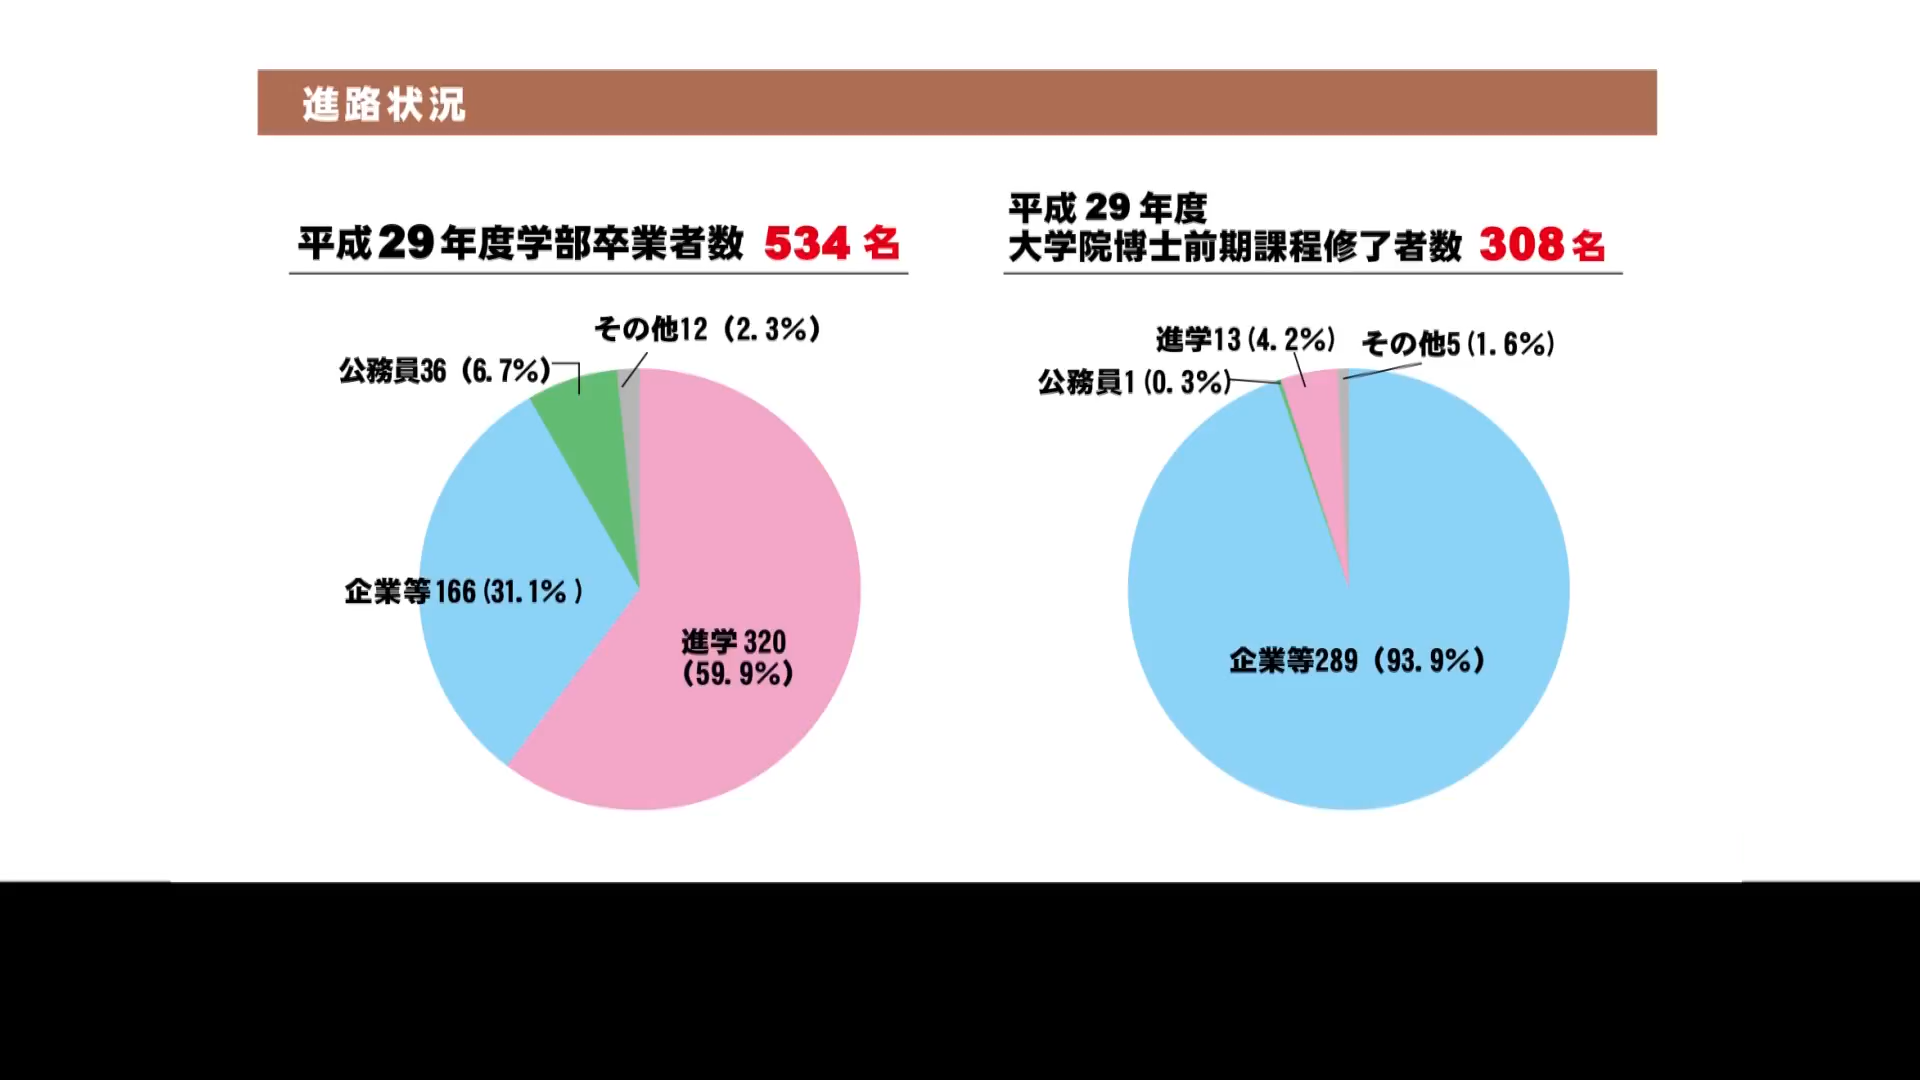 進路状況
平成29年度学部卒業者数 534名
その他12（2.3%）
公務員36（6.7%）
企業等166(31.1%)
進学320
（59.9%）
平成29年度
大学院博士前期課程修了者数 308名
進学13(4.2%)
その他5(1.6%)
公務員1(0.3%)
企業等289（93.9%）